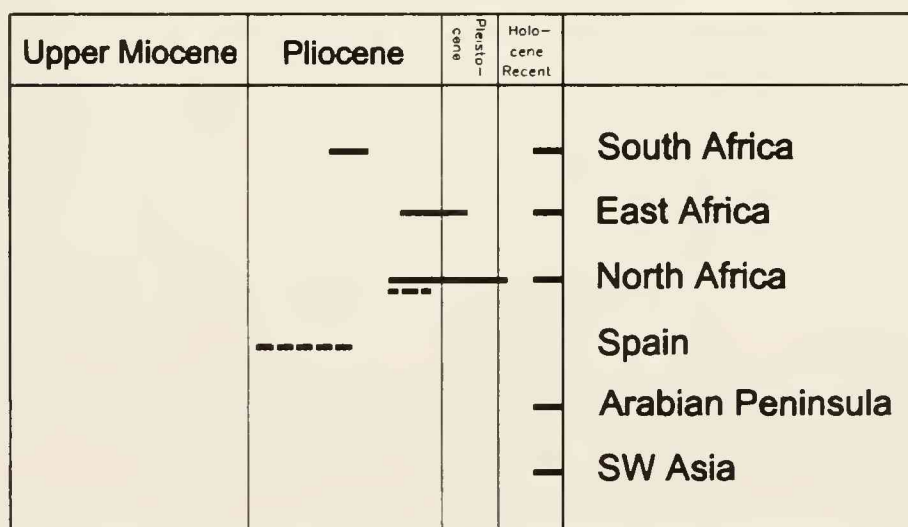 Upper Miocene
Pliocene
Pleisto-
cene
Holo-
cene
Recent
South Africa
East Africa
North Africa
Spain
Arabian Peninsula
SW Asia